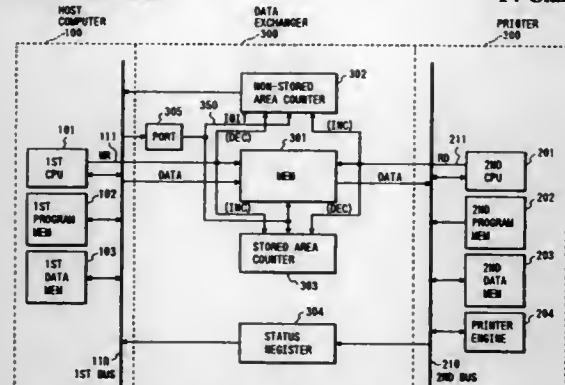 HOST
COMPUTER
100
DATA
EXCHANGER
300
PRINTER
200
NON-STORED
AREA COUNTER
302
305
350
PORT
(DEC)
(INC)
301
MEM
101
111
WR
1ST
CPU
DATA
DATA
RD
211
2ND
CPU
201
102
1ST
PROGRAM
MEM
(INC)
(DEC)
2ND
PROGRAM
MEM
202
103
1ST
DATA
MEM
STORED AREA
COUNTER
303
2ND
DATA
MEM
203
304
STATUS
REGISTER
PRINTER
ENGINE
204
110
1ST BUS
210
2ND BUS